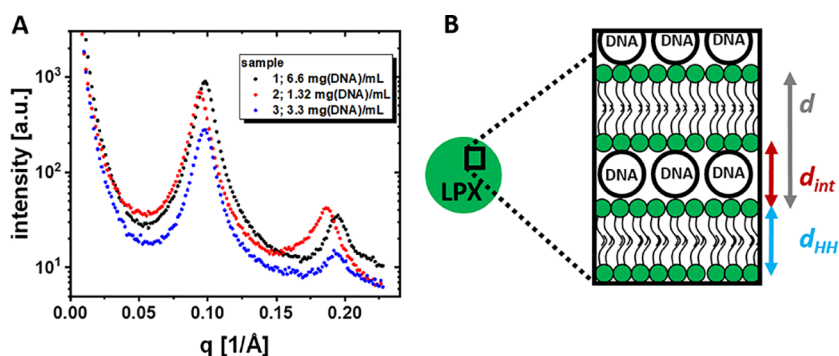 A
sample
1; 6.6 mg(DNA)/mL
2; 1.32 mg(DNA)/mL
3; 3.3 mg(DNA)/mL
intensity [a.u.]
10³
10²
10¹
0.00 0.05 0.10 0.15 0.20
q [1/Å]
B
LPX
DNA DNA DNA
DNA DNA DNA
d
dint
dHH